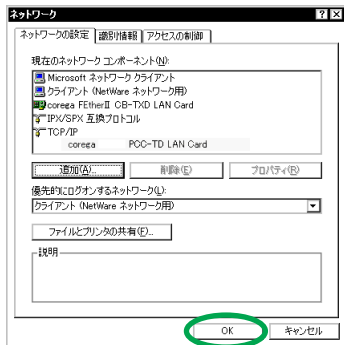 ネットワーク
ネットワークの設定 識別情報 アクセスの制御
現在のネットワーク コンポーネント(N):
Microsoft ネットワーク クライアント
クライアント (NetWare ネットワーク用)
corega FEtherII CB-TXD LAN Card
IPX/SPX 互換プロトコル
TCP/IP
corega PCC-TD LAN Card
追加(A)... 削除(E) プロパティ(R)
優先的にログオンするネットワーク(L):
クライアント (NetWare ネットワーク用)
ファイルとプリンタの共有(F)...
説明
OK キャンセル